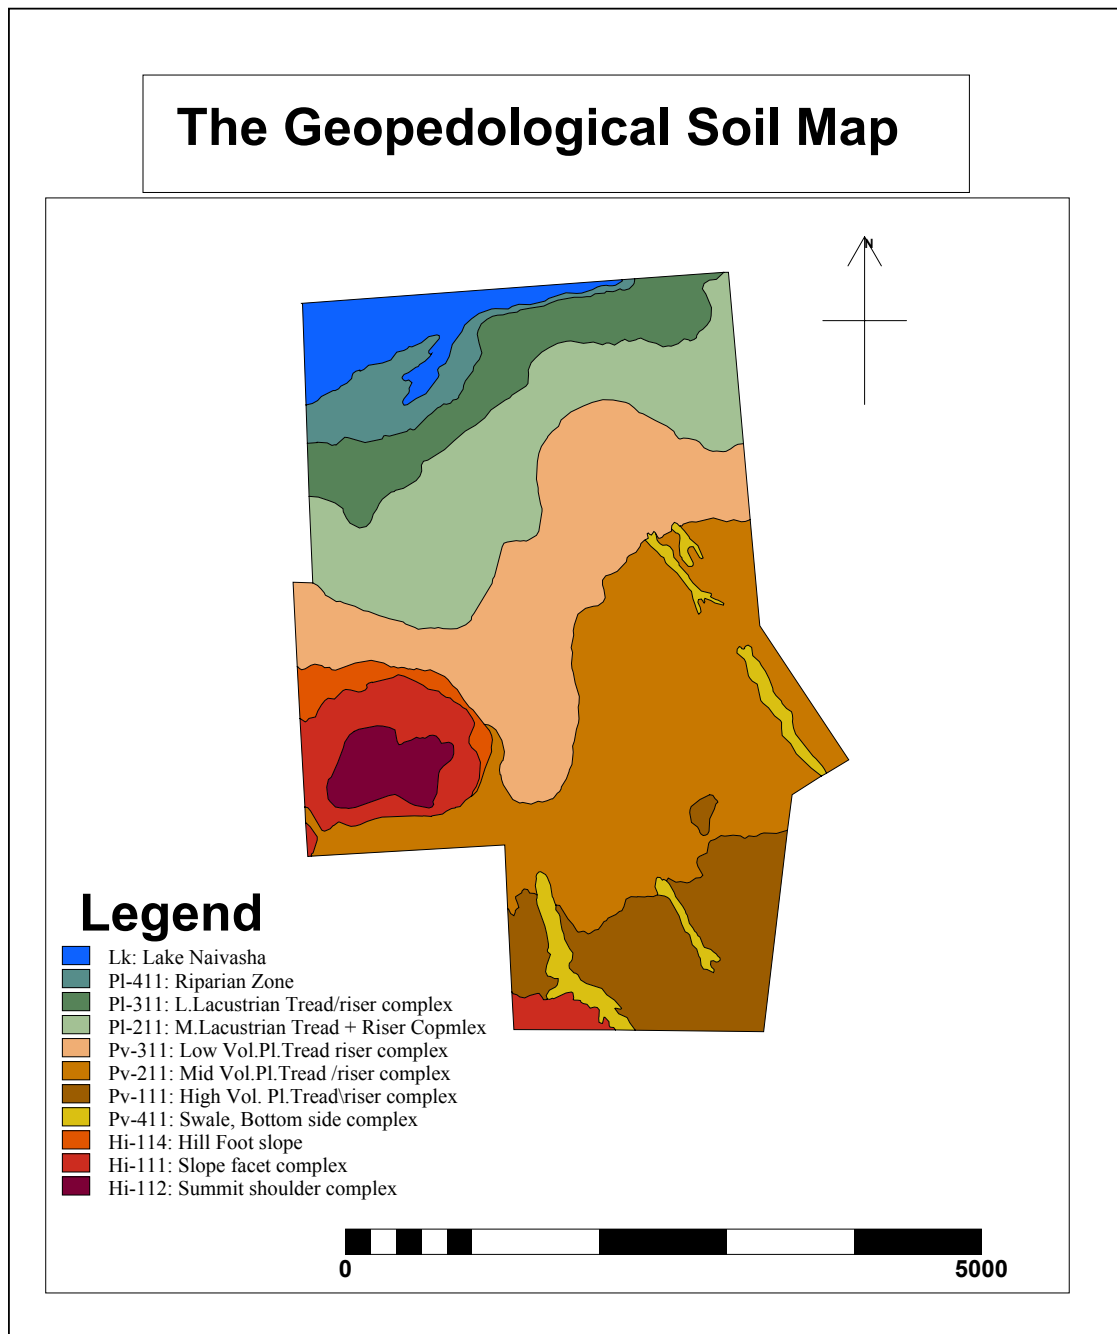 The Geopedological Soil Map
N
Legend
Lk: Lake Naivasha
Pl-411: Riparian Zone
Pl-311: L.Lacustrian Tread/riser complex
Pl-211: M.Lacustrian Tread + Riser Copmlex
Pv-311: Low Vol.Pl.Tread riser complex
Pv-211: Mid Vol.Pl.Tread /riser complex
Pv-111: High Vol. Pl.Tread\riser complex
Pv-411: Swale, Bottom side complex
Hi-114: Hill Foot slope
Hi-111: Slope facet complex
Hi-112: Summit shoulder complex
0 5000